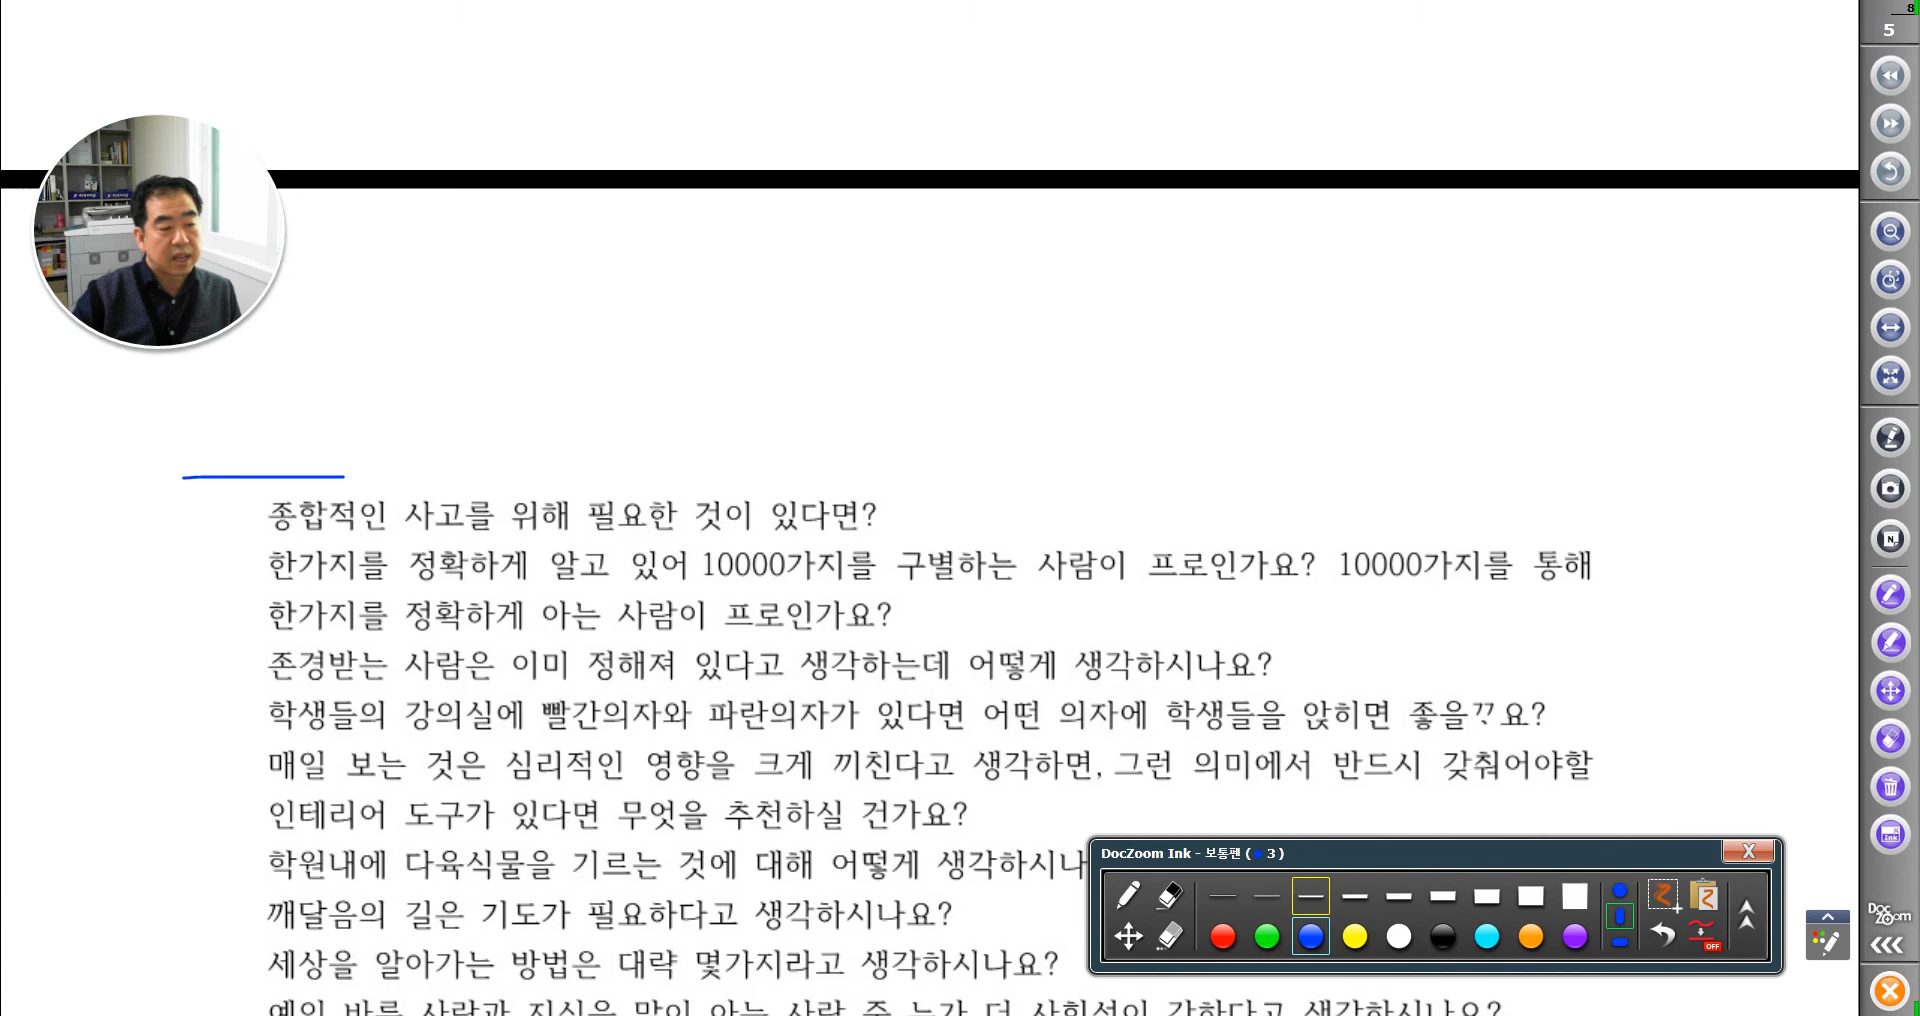 8
5
종합적인 사고를 위해 필요한 것이 있다면?
한가지를 정확하게 알고 있어 10000가지를 구별하는 사람이 프로인가요? 10000가지를 통해
한가지를 정확하게 아는 사람이 프로인가요?
존경받는 사람은 이미 정해져 있다고 생각하는데 어떻게 생각하시나요?
학생들의 강의실에 빨간의자와 파란의자가 있다면 어떤 의자에 학생들을 앉히면 좋을 요?
매일 보는 것은 심리적인 영향을 크게 끼친다고 생각하면, 그런 의미에서 반드시 갖춰어야할
인테리어 도구가 있다면 무엇을 추천하실 건가요?
학원내에 다육식물을 기르는 것에 대해 어떻게 생각하시나
깨달음의 길은 기도가 필요하다고 생각하시나요?
세상을 알아가는 방법은 대략 몇가지라고 생각하시나요?
DocZoom Ink - 보통펜 ( 3 )
X
OFF
N
Ink
DocZoom